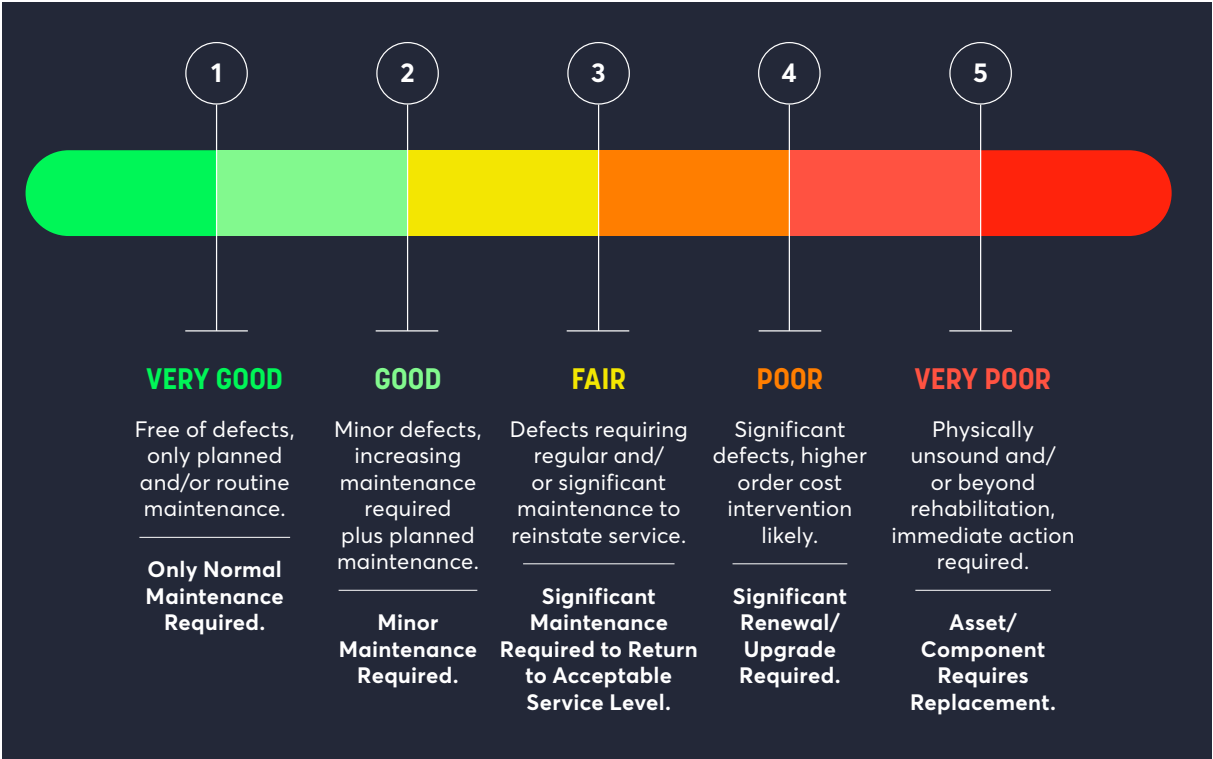 1
2
3
4
5
VERY GOOD
Free of defects,
only planned
and/or routine
maintenance.
Only Normal
Maintenance
Required.
GOOD
Minor defects,
increasing
maintenance
required
plus planned
maintenance.
Minor
Maintenance
Required.
FAIR
Defects requiring
regular and/
or significant
maintenance to
reinstate service.
Significant
Maintenance
Required to Return
to Acceptable
Service Level.
POOR
Significant
defects, higher
order cost
intervention
likely.
Significant
Renewal/
Upgrade
Required.
VERY POOR
Physically
unsound and/
or beyond
rehabilitation,
immediate action
required.
Asset/
Component
Requires
Replacement.